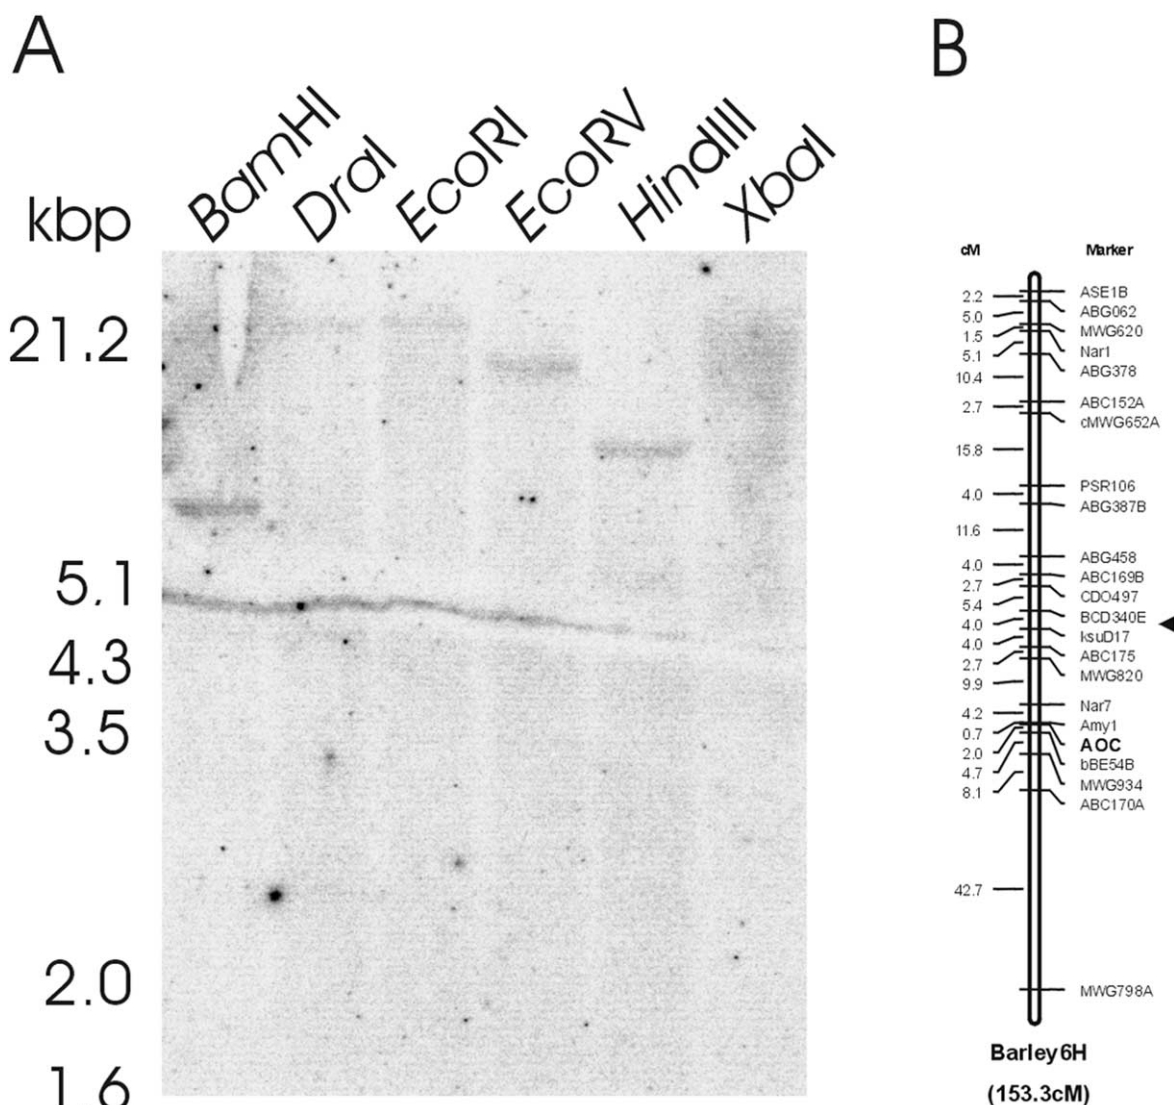 A
BamHI
DraI
EcoRI
EcoRV
HindIII
XbaI
kbp
21.2
5.1
4.3
3.5
2.0
1.6
B
cM
Marker
2.2
5.0
1.5
5.1
10.4
2.7
15.8
4.0
11.6
4.0
2.7
5.4
4.0
4.0
2.7
9.9
4.2
0.7
2.0
4.7
8.1
42.7
ASE1B
ABG062
MWG620
Nar1
ABG378
ABC152A
cMWG652A
PSR106
ABG387B
ABG458
ABC169B
CDO497
BCD340E
ksuD17
ABC175
MWG820
Nar7
Amy1
AOC
bBE54B
MWG934
ABC170A
MWG798A
Barley 6H
(153.3cM)